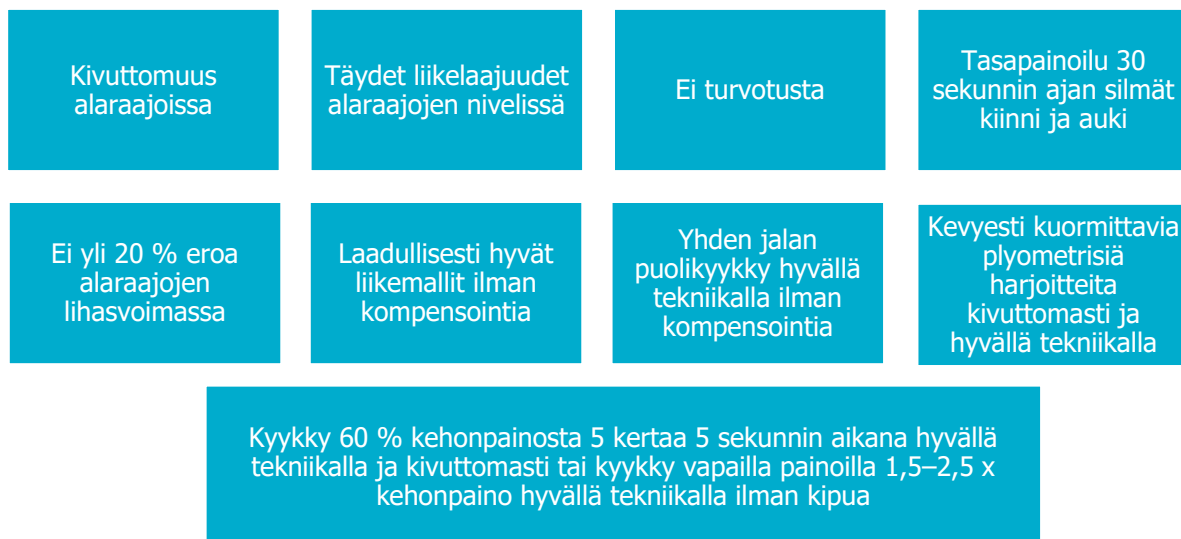 Kivuttomuus
alaraajoissa
Täydet liikelaajuudet
alaraajojen nivelissä
Ei turvotusta
Tasapainoilu 30
sekunnin ajan silmät
kiinni ja auki
Ei yli 20 % eroa
alaraajojen
lihasvoimassa
Laadullisesti hyvät
liikemallit ilman
kompensointia
Yhden jalan
puolikyykky hyvällä
tekniikalla ilman
kompensointia
Kevyesti kuormittavia
plyometrisiä
harjoitteita
kivuttomasti ja
hyvällä tekniikalla
Kyykky 60 % kehonpainosta 5 kertaa 5 sekunnin aikana hyvällä
tekniikalla ja kivuttomasti tai kyykky vapailla painoilla 1,5–2,5 x
kehonpaino hyvällä tekniikalla ilman kipua